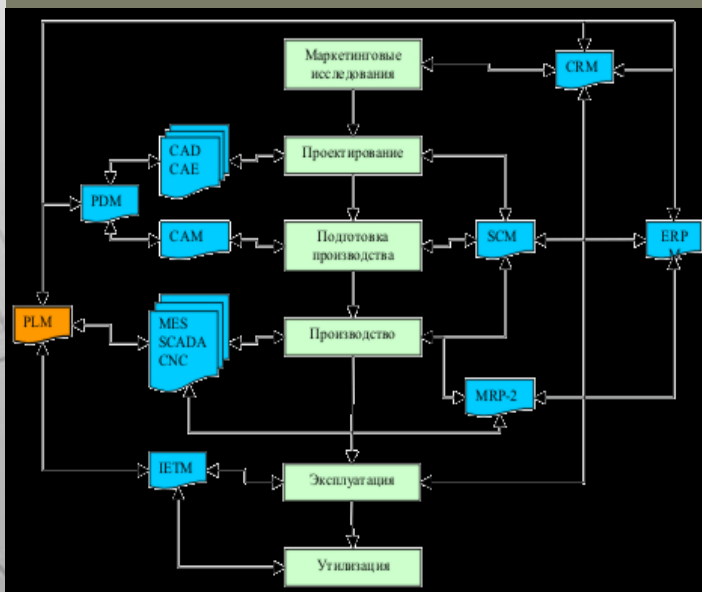 Маркетинговые
исследования
CRM
CAD
CAE
Проектирование
PDM
CAM
Подготовка
производства
SCM
ERP
M
PLM
MES
SCADA
CNC
Производство
MRP-2
IETM
Эксплуатация
Утилизация